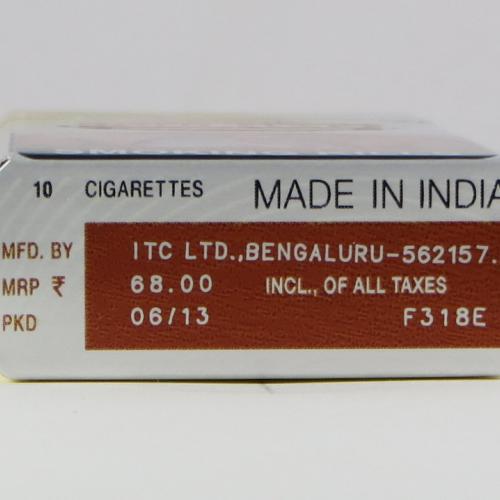 10 CIGARETTES MADE IN INDIA
MFD. BY ITC LTD.,BENGALURU-562157.
MRP ₹ 68.00 INCL., OF ALL TAXES
PKD 06/13 F318E